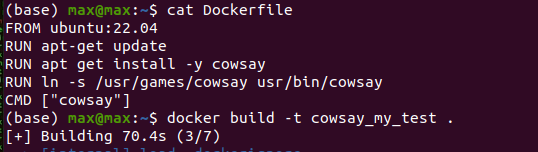 (base) max@max:~$ cat Dockerfile
FROM ubuntu:22.04
RUN apt-get update
RUN apt get install -y cowsay
RUN ln -s /usr/games/cowsay usr/bin/cowsay
CMD ["cowsay"]
(base) max@max:~$ docker build -t cowsay_my_test .
[+] Building 70.4s (3/7)